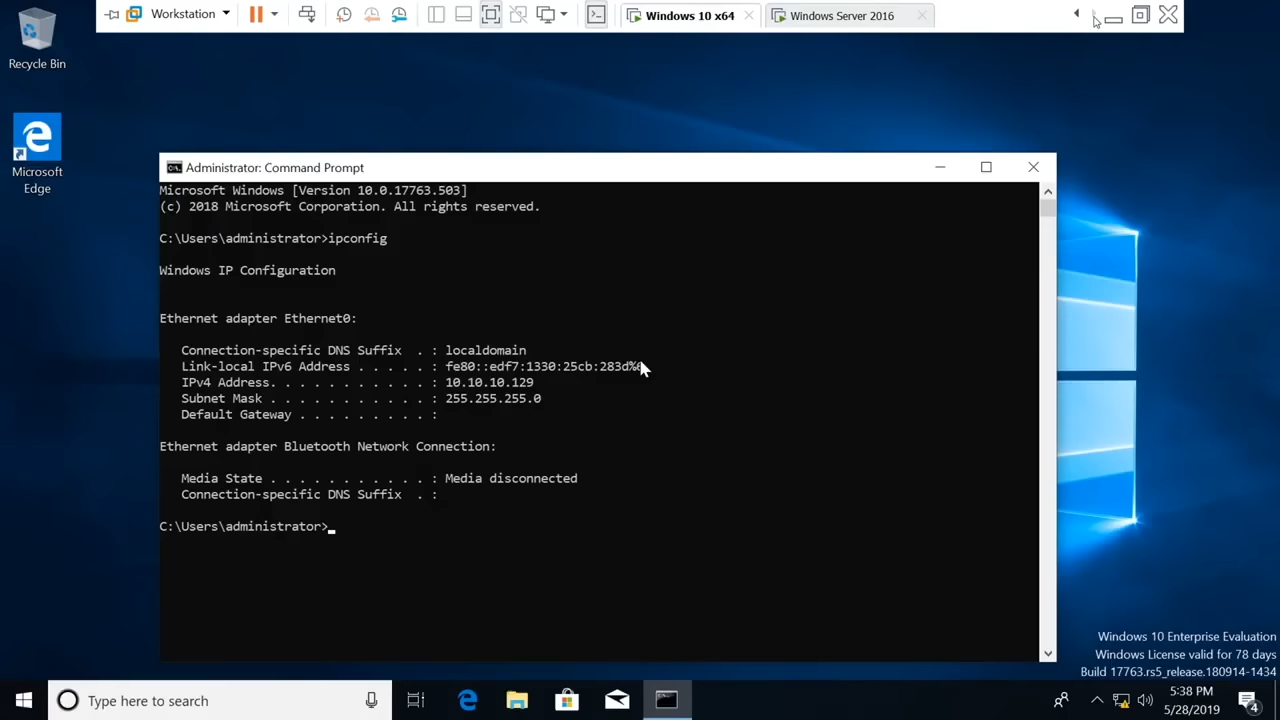 Workstation
Windows 10 x64
Windows Server 2016
Recycle Bin
Microsoft
Edge
Administrator: Command Prompt
Microsoft Windows [Version 10.0.17763.503]
(c) 2018 Microsoft Corporation. All rights reserved.
C:\Users\administrator>ipconfig
Windows IP Configuration
Ethernet adapter Ethernet0:
Connection-specific DNS Suffix  . : localdomain
Link-local IPv6 Address . . . . . : fe80::edf7:1330:25cb:283d%
IPv4 Address. . . . . . . . . . . : 10.10.10.129
Subnet Mask . . . . . . . . . . . : 255.255.255.0
Default Gateway . . . . . . . . . :
Ethernet adapter Bluetooth Network Connection:
Media State . . . . . . . . . . . : Media disconnected
Connection-specific DNS Suffix  . :
C:\Users\administrator>
Windows 10 Enterprise Evaluation
Windows License valid for 78 days
Build 17763.rs5_release.180914-1434
Type here to search
5:38 PM
5/28/2019
4